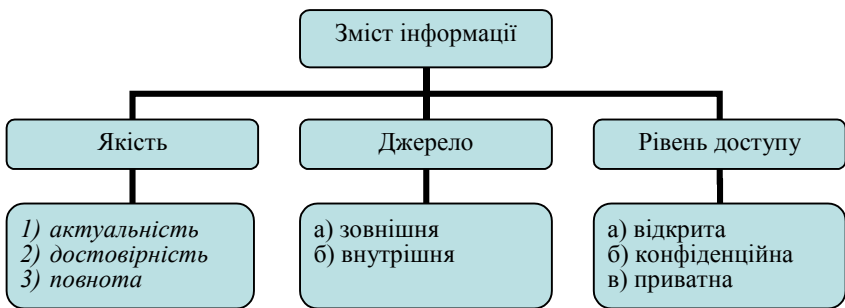 Зміст інформації
Якість
Джерело
Рівень доступу
1) актуальність
2) достовірність
3) повнота
а) зовнішня
б) внутрішня
а) відкрита
б) конфіденційна
в) приватна